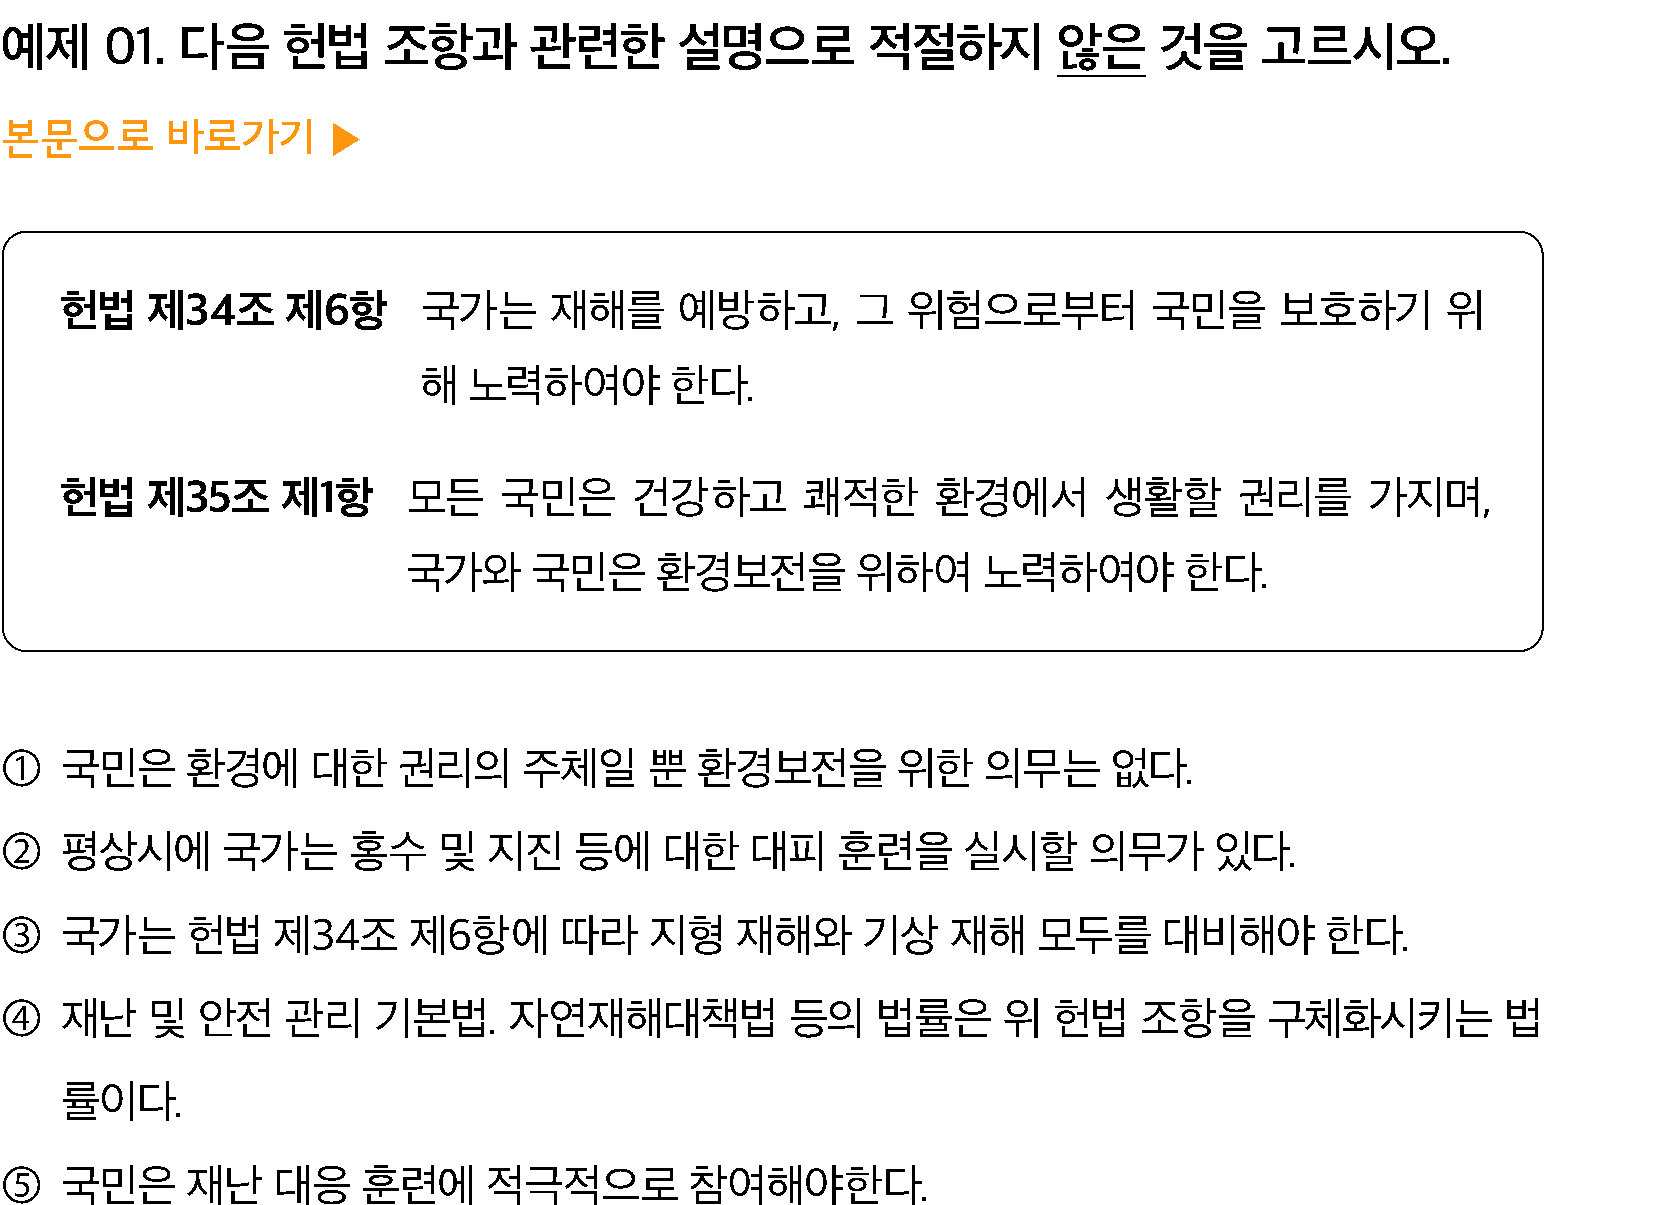 예제 01. 다음 헌법 조항과 관련한 설명으로 적절하지 않은 것을 고르시오.
본문으로 바로가기 ▶
헌법 제34조 제6항 국가는 재해를 예방하고, 그 위험으로부터 국민을 보호하기 위
해 노력하여야 한다.
헌법 제35조 제1항 모든 국민은 건강하고 쾌적한 환경에서 생활할 권리를 가지며,
국가와 국민은 환경보전을 위하여 노력하여야 한다.
① 국민은 환경에 대한 권리의 주체일 뿐 환경보전을 위한 의무는 없다.
② 평상시에 국가는 홍수 및 지진 등에 대한 대피 훈련을 실시할 의무가 있다.
③ 국가는 헌법 제34조 제6항에 따라 지형 재해와 기상 재해 모두를 대비해야 한다.
④ 재난 및 안전 관리 기본법. 자연재해대책법 등의 법률은 위 헌법 조항을 구체화시키는 법
률이다.
⑤ 국민은 재난 대응 훈련에 적극적으로 참여해야한다.